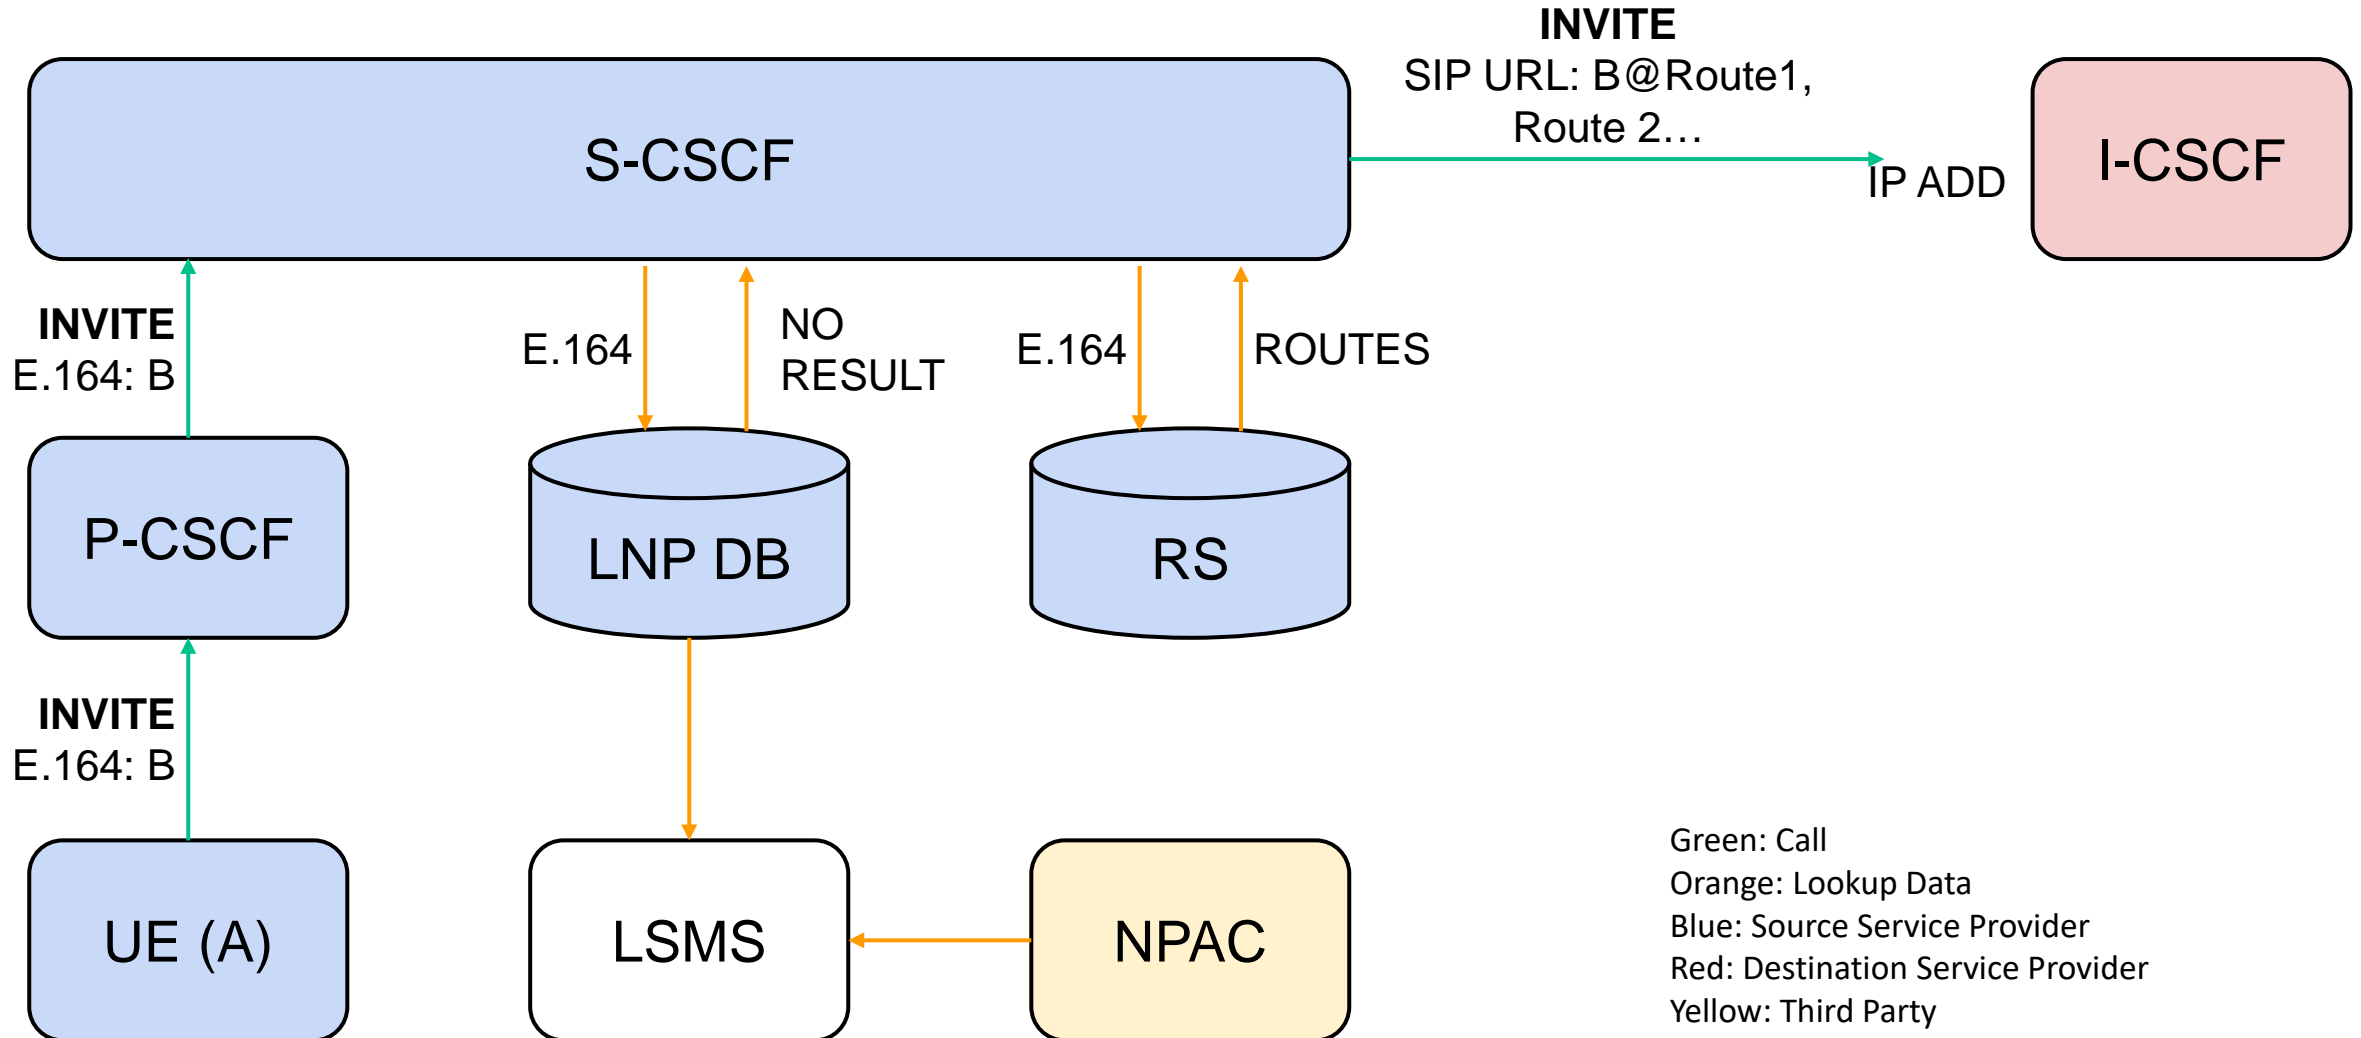 INVITE
SIP URL: B@Route1,
Route 2…
S-CSCF
IP ADD
I-CSCF
INVITE
E.164: B
E.164
NO
RESULT
E.164
ROUTES
P-CSCF
LNP DB
RS
INVITE
E.164: B
UE (A)
LSMS
NPAC
Green: Call
Orange: Lookup Data
Blue: Source Service Provider
Red: Destination Service Provider
Yellow: Third Party